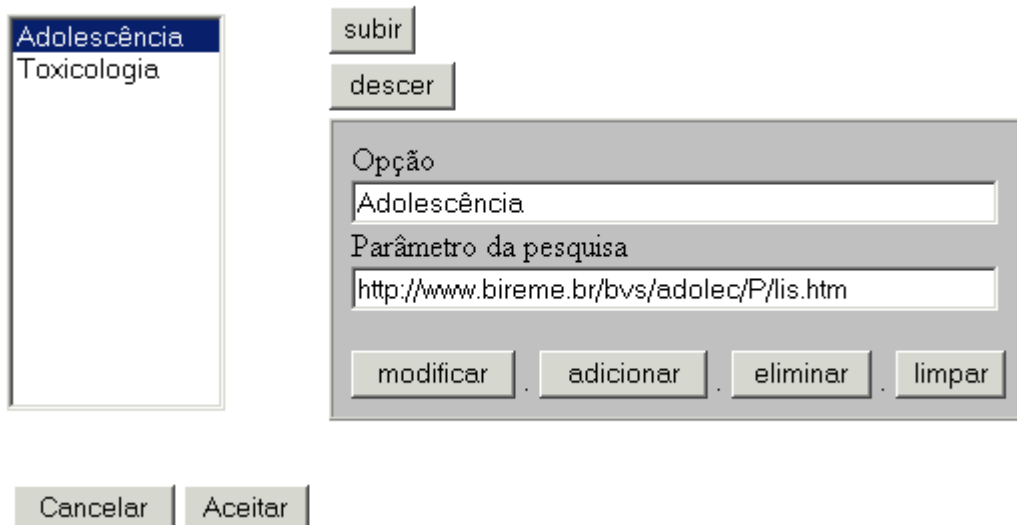 Adolescência
Toxicologia
subir
descer
Opção
Adolescência
Parâmetro da pesquisa
http://www.bireme.br/bvs/adolec/P/lis.htm
modificar . adicionar . eliminar . limpar
Cancelar Aceitar